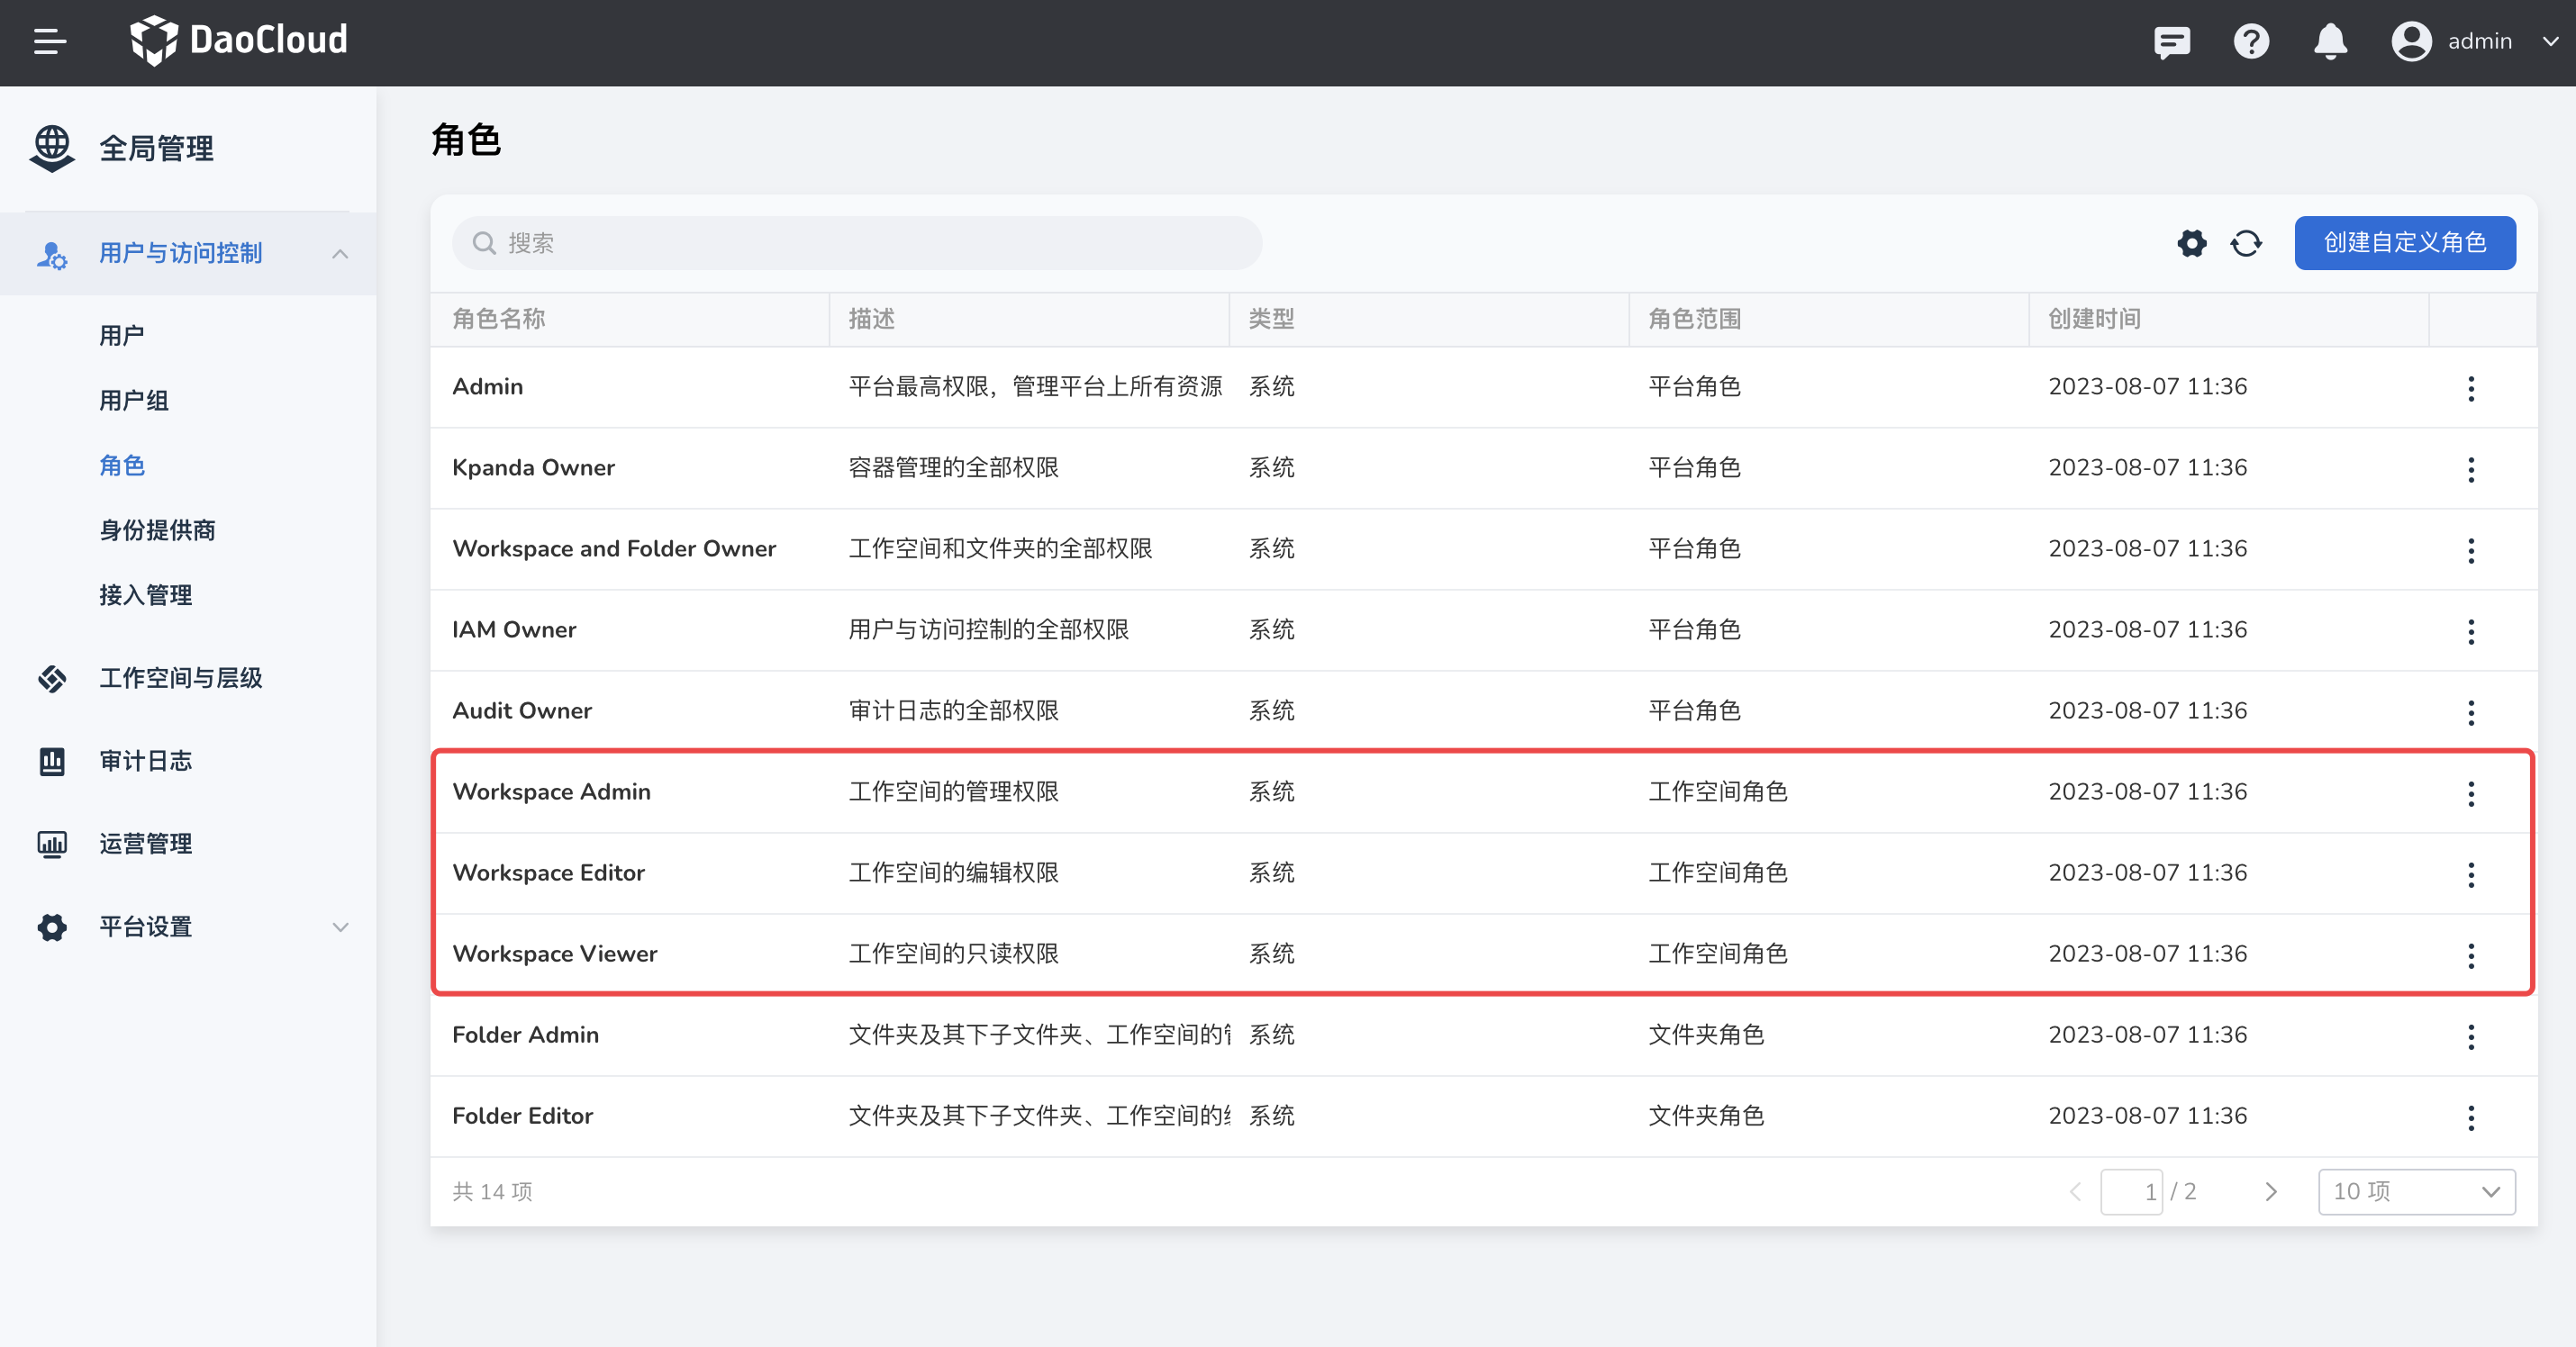 DaoCloud
admin
全局管理
用户与访问控制
用户
用户组
角色
身份提供商
接入管理
工作空间与层级
审计日志
运营管理
平台设置
角色
搜索
创建自定义角色
角色名称 描述 类型 角色范围 创建时间
Admin 平台最高权限，管理平台上所有资源 系统 平台角色 2023-08-07 11:36
Kpanda Owner 容器管理的全部权限 系统 平台角色 2023-08-07 11:36
Workspace and Folder Owner 工作空间和文件夹的全部权限 系统 平台角色 2023-08-07 11:36
IAM Owner 用户与访问控制的全部权限 系统 平台角色 2023-08-07 11:36
Audit Owner 审计日志的全部权限 系统 平台角色 2023-08-07 11:36
Workspace Admin 工作空间的管理权限 系统 工作空间角色 2023-08-07 11:36
Workspace Editor 工作空间的编辑权限 系统 工作空间角色 2023-08-07 11:36
Workspace Viewer 工作空间的只读权限 系统 工作空间角色 2023-08-07 11:36
Folder Admin 文件夹及其下子文件夹、工作空间的 系统 文件夹角色 2023-08-07 11:36
Folder Editor 文件夹及其下子文件夹、工作空间的 系统 文件夹角色 2023-08-07 11:36
共 14 项
1 / 2
10 项